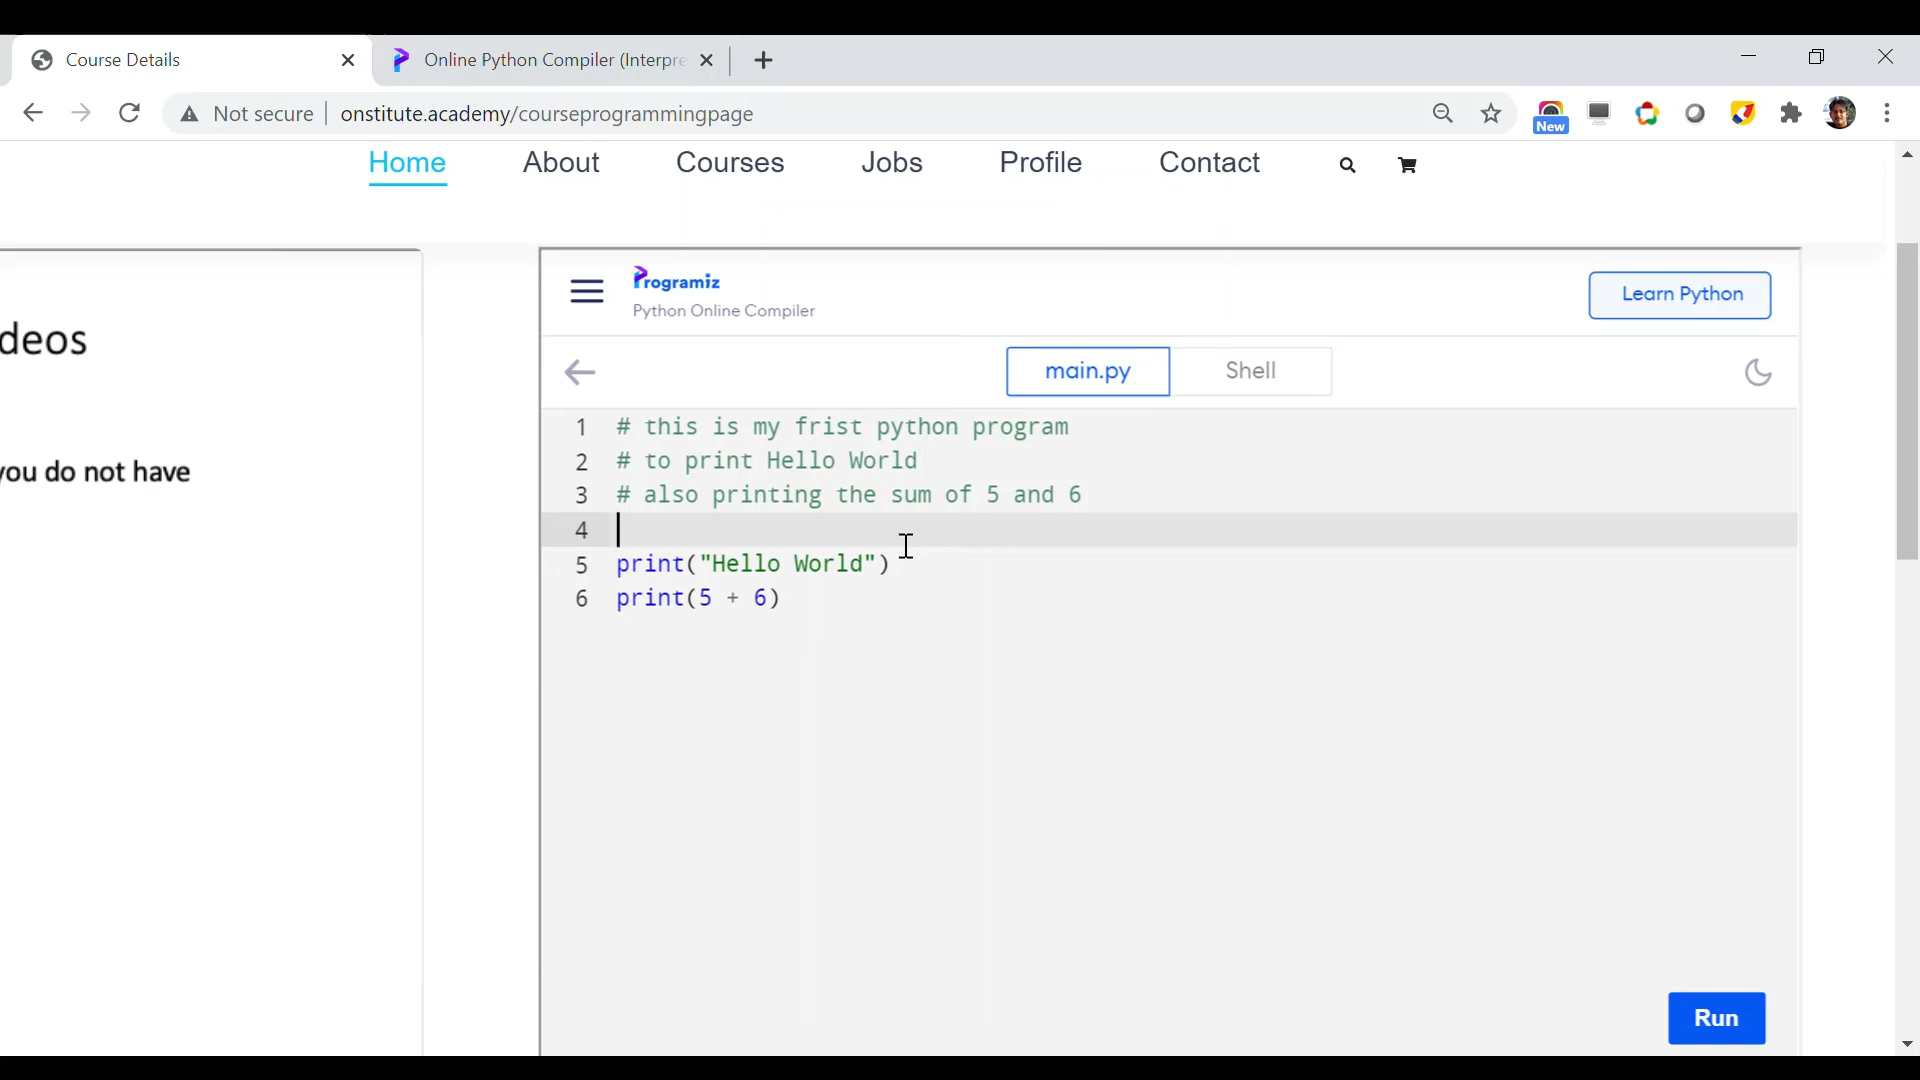 Course Details
Online Python Compiler (Interpre
Not secure
onstitute.academy/courseprogrammingpage
New
Home About Courses Jobs Profile Contact
deos
you do not have
Programiz
Python Online Compiler
Learn Python
main.py
Shell
1 # this is my frist python program
2 # to print Hello World
3 # also printing the sum of 5 and 6
4
5 print("Hello World")
6 print(5 + 6)
Run